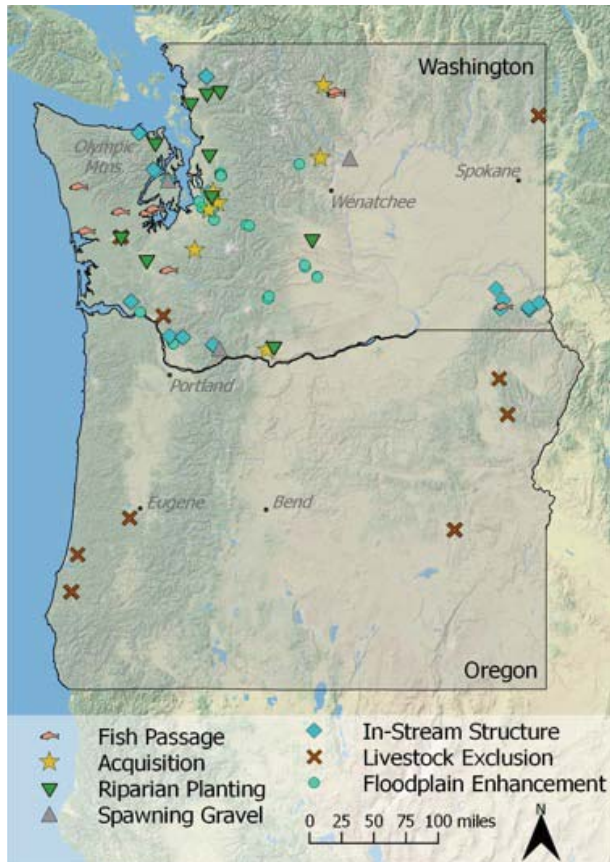 Washington
Olympic
Mtns
Spokane
Wenatchee
Portland
Eugene
Bend
Oregon
Fish Passage
Acquisition
Riparian Planting
Spawning Gravel
In-Stream Structure
Livestock Exclusion
Floodplain Enhancement
0 25 50 100 miles
N